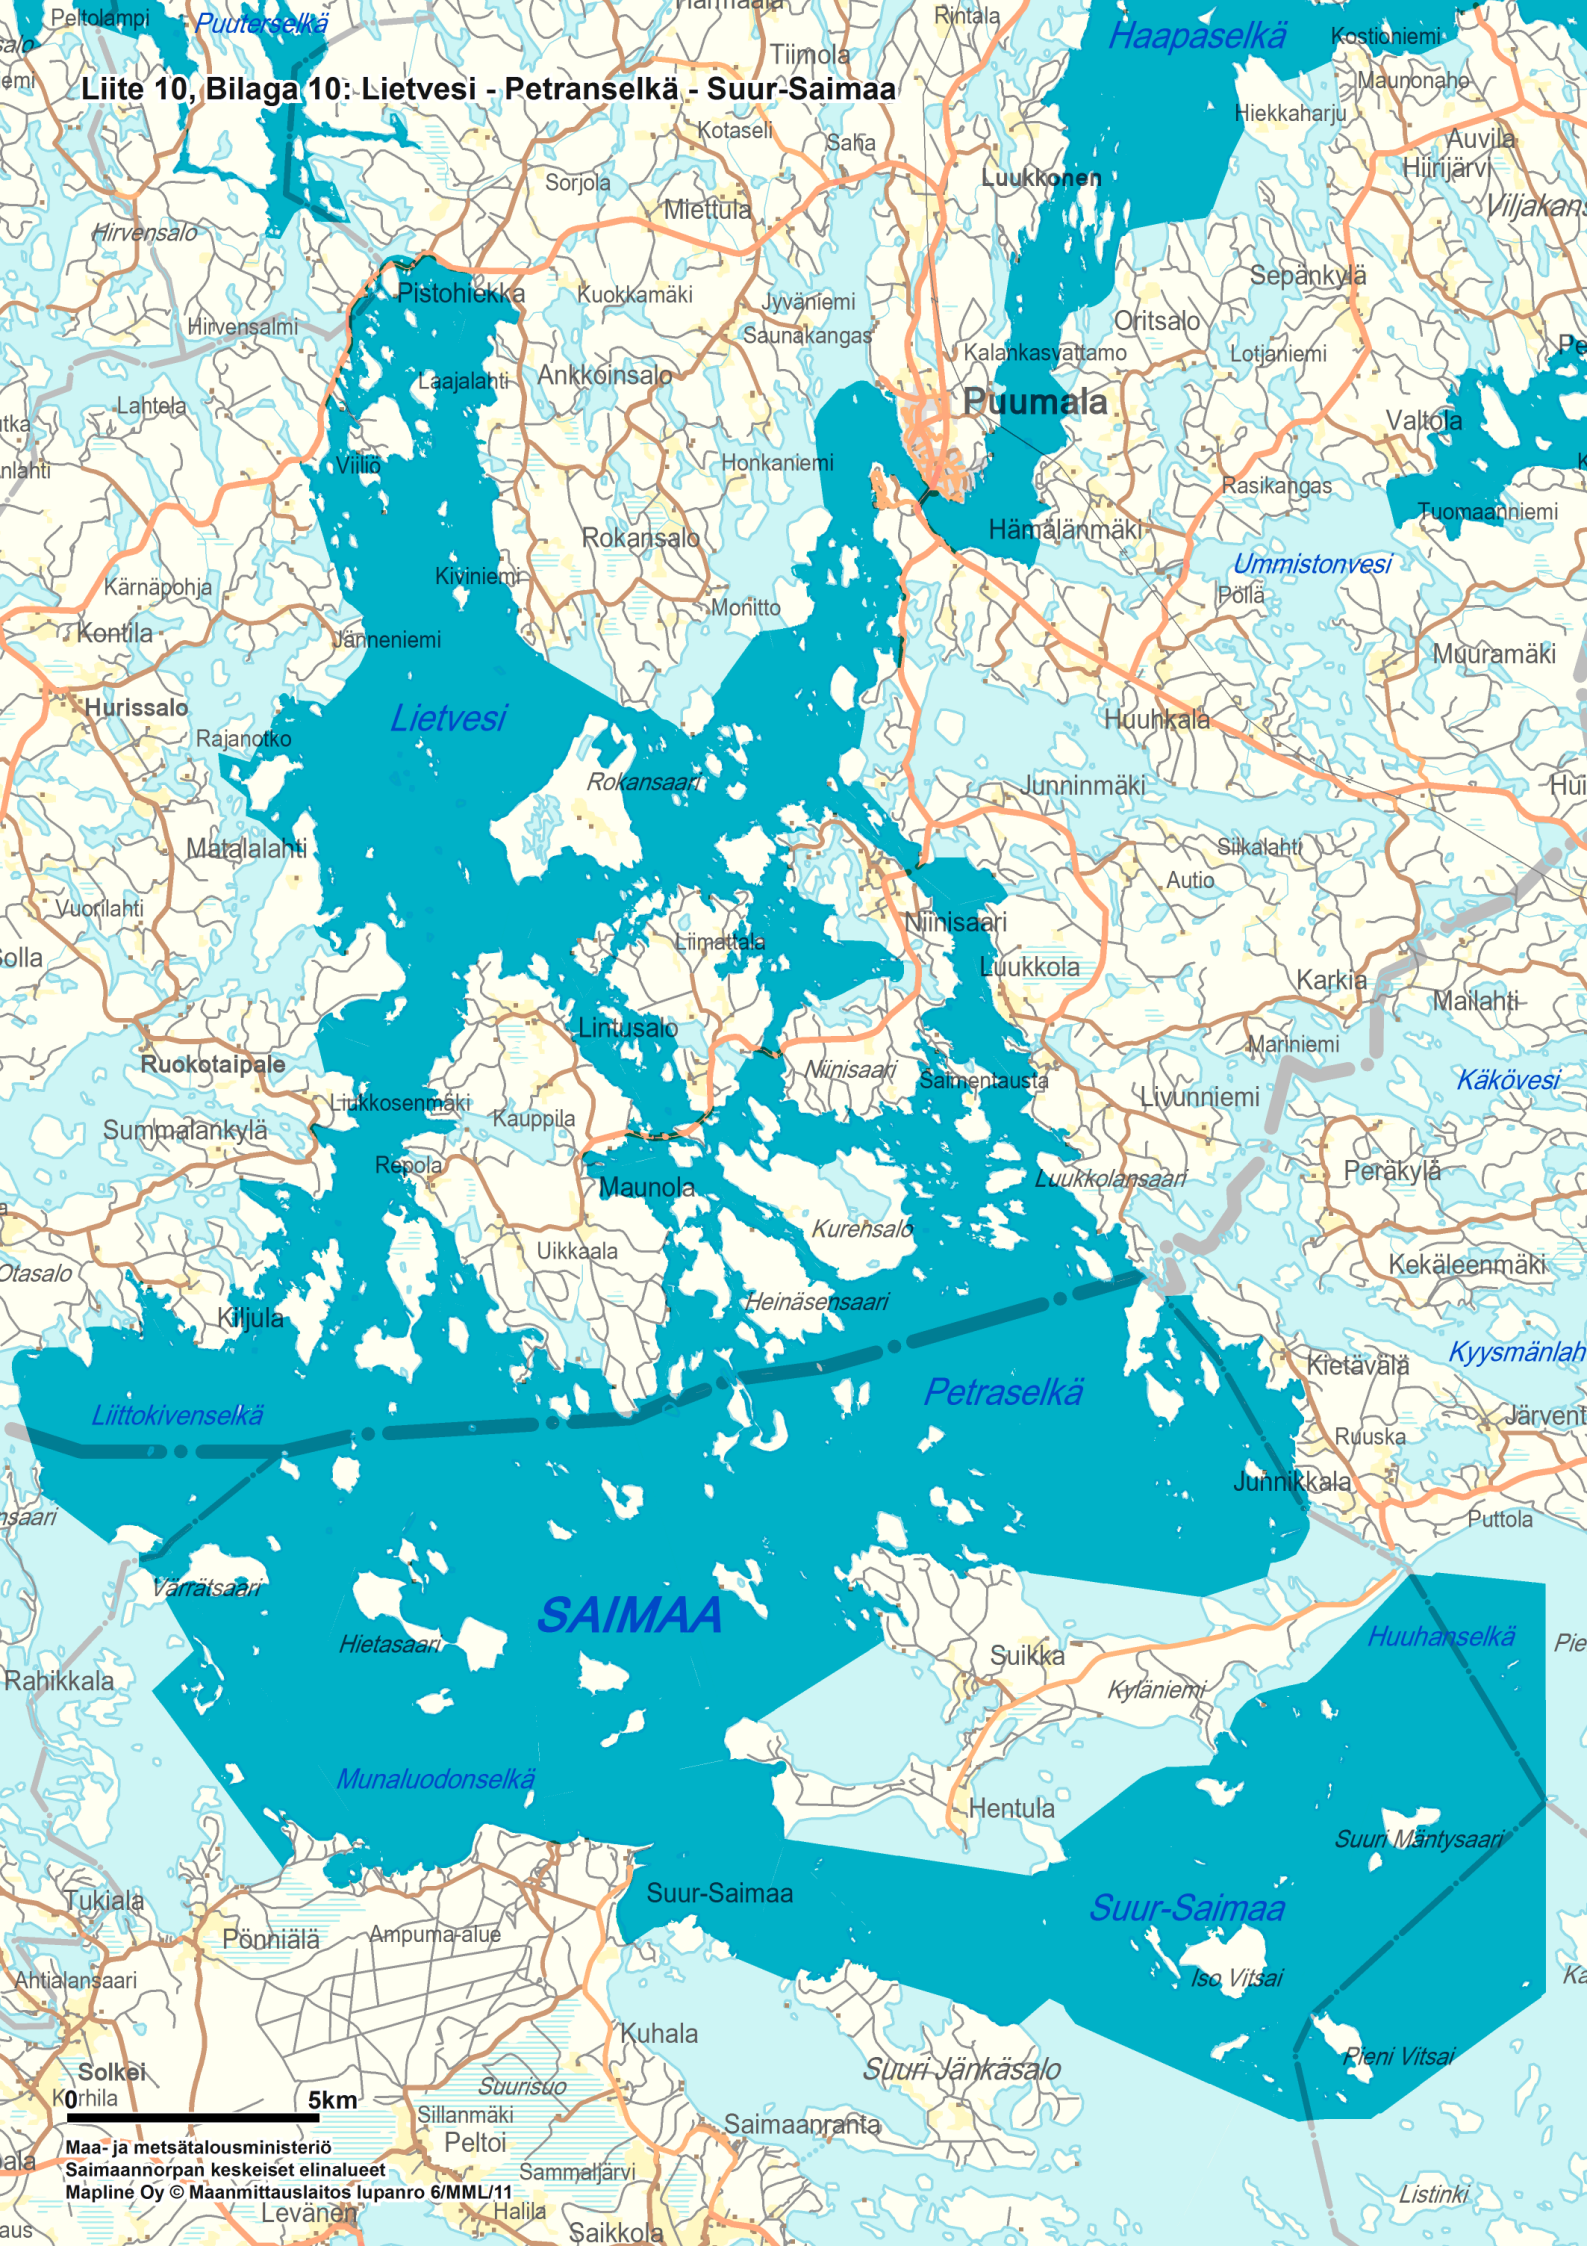 Peltolampi
Puuterselkä
Rintala
Haapaselkä
Kostioniemi
Tiimola
Maunonaho
Liite 10, Bilaga 10: Lietvesi - Petranselkä - Suur-Saimaa
Hiekkaharju
Kotaseli
Saha
Auvila
Hiirijärvi
Sorjola
Luukkonen
Miettula
Hirvensalo
Sepänkylä
Pistohiekka
Kuokkamäki
Jyväniemi
Oritsalo
Hirvensalmi
Saunakangas
Kalankasvattamo
Lotjaniemi
Laajalahti
Ankkoinsalo
Puumala
Lahtela
Valtola
Viiliö
Honkaniemi
Rasikangas
Tuomaanniemi
Rokansalo
Hämälänmäki
Ummistonvesi
Kärnäpohja
Kiviniemi
Pöllä
Monitto
Kontila
Jänneniemi
Muuramäki
Hurissalo
Lietvesi
Huuhkala
Rajanotko
Rokansaari
Junninmäki
Matalalahti
Siikalahti
Autio
Vuorilahti
Niinisaari
Liimattala
Luukkola
Karkia
Mailahti
Lintusalo
Mariniemi
Ruokotaipale
Niinisaari
Saimentausta
Käkövesi
Liukkosenmäki
Kauppila
Livunniemi
Summalankylä
Repola
Peräkylä
Maunola
Luukkolansaari
Kurensalo
Uikkaala
Otasalo
Kekäleenmäki
Heinäsensaari
Kiljula
Kietävälä
Petraselkä
Liittokivenselkä
Ruuska
Junnikkala
Puttola
Värrätsaari
SAIMAA
Hietasaari
Huuhanselkä
Suikka
Rahikkala
Kyläniemi
Munaluodonselkä
Hentula
Suuri Mäntysaari
Suur-Saimaa
Tukiala
Suur-Saimaa
Pönniälä
Ampuma-alue
Ahtialansaari
Iso Vitsai
Kuhala
Pieni Vitsai
Suuri Jänkäsalo
Solkei
Suurisuo
0 5km
Sillanmäki
Saimaanranta
Peltoi
Maa- ja metsätalousministeriö
Saimaannorpan keskeiset elinalueet
Sammaljärvi
Mapline Oy © Maanmittauslaitos lupanro 6/MML/11
Listinki
Levänen
Halila
Saikkola